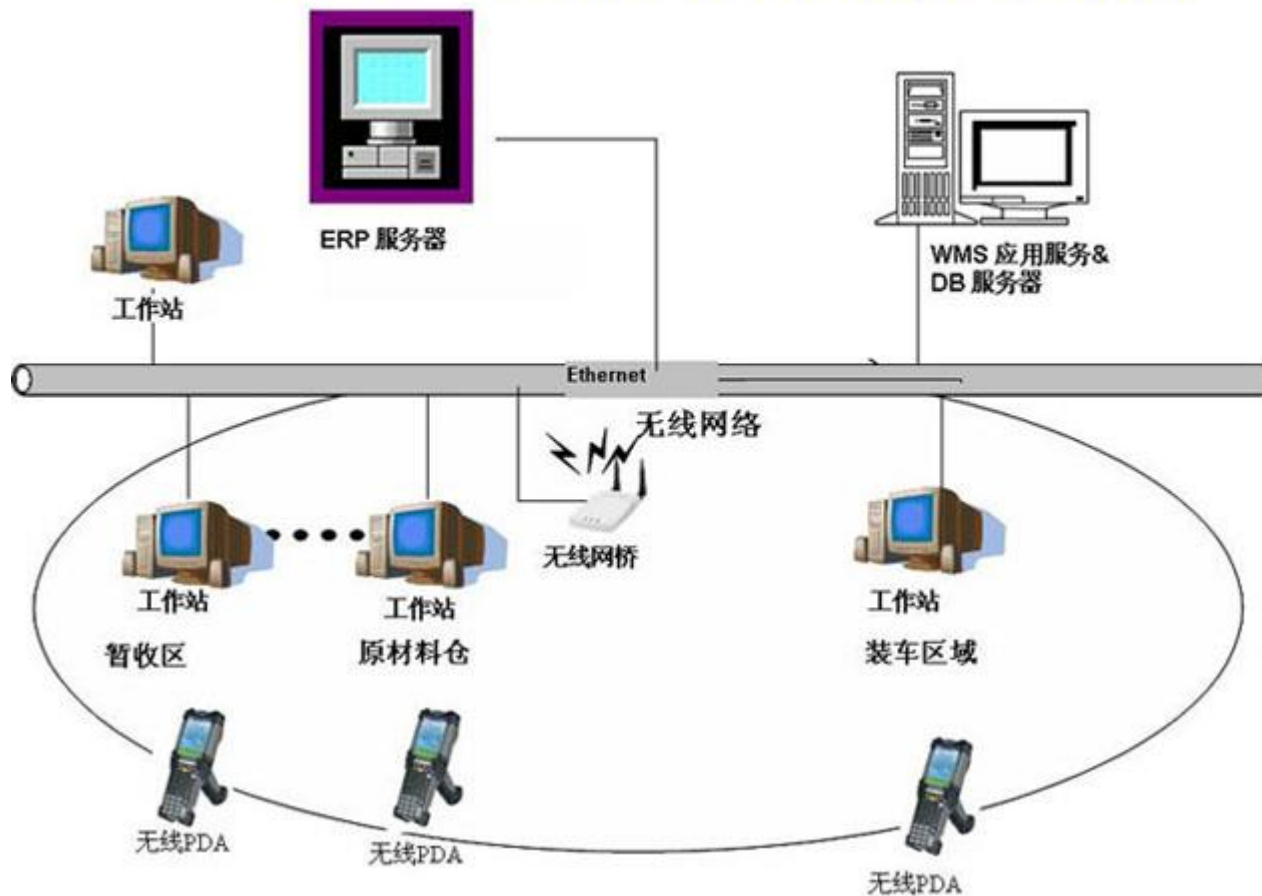 ERP 服务器
WMS 应用服务&
DB 服务器
工作站
Ethernet
无线网络
无线网桥
工作站
工作站
工作站
暂收区
原材料仓
装车区域
无线PDA
无线PDA
无线PDA